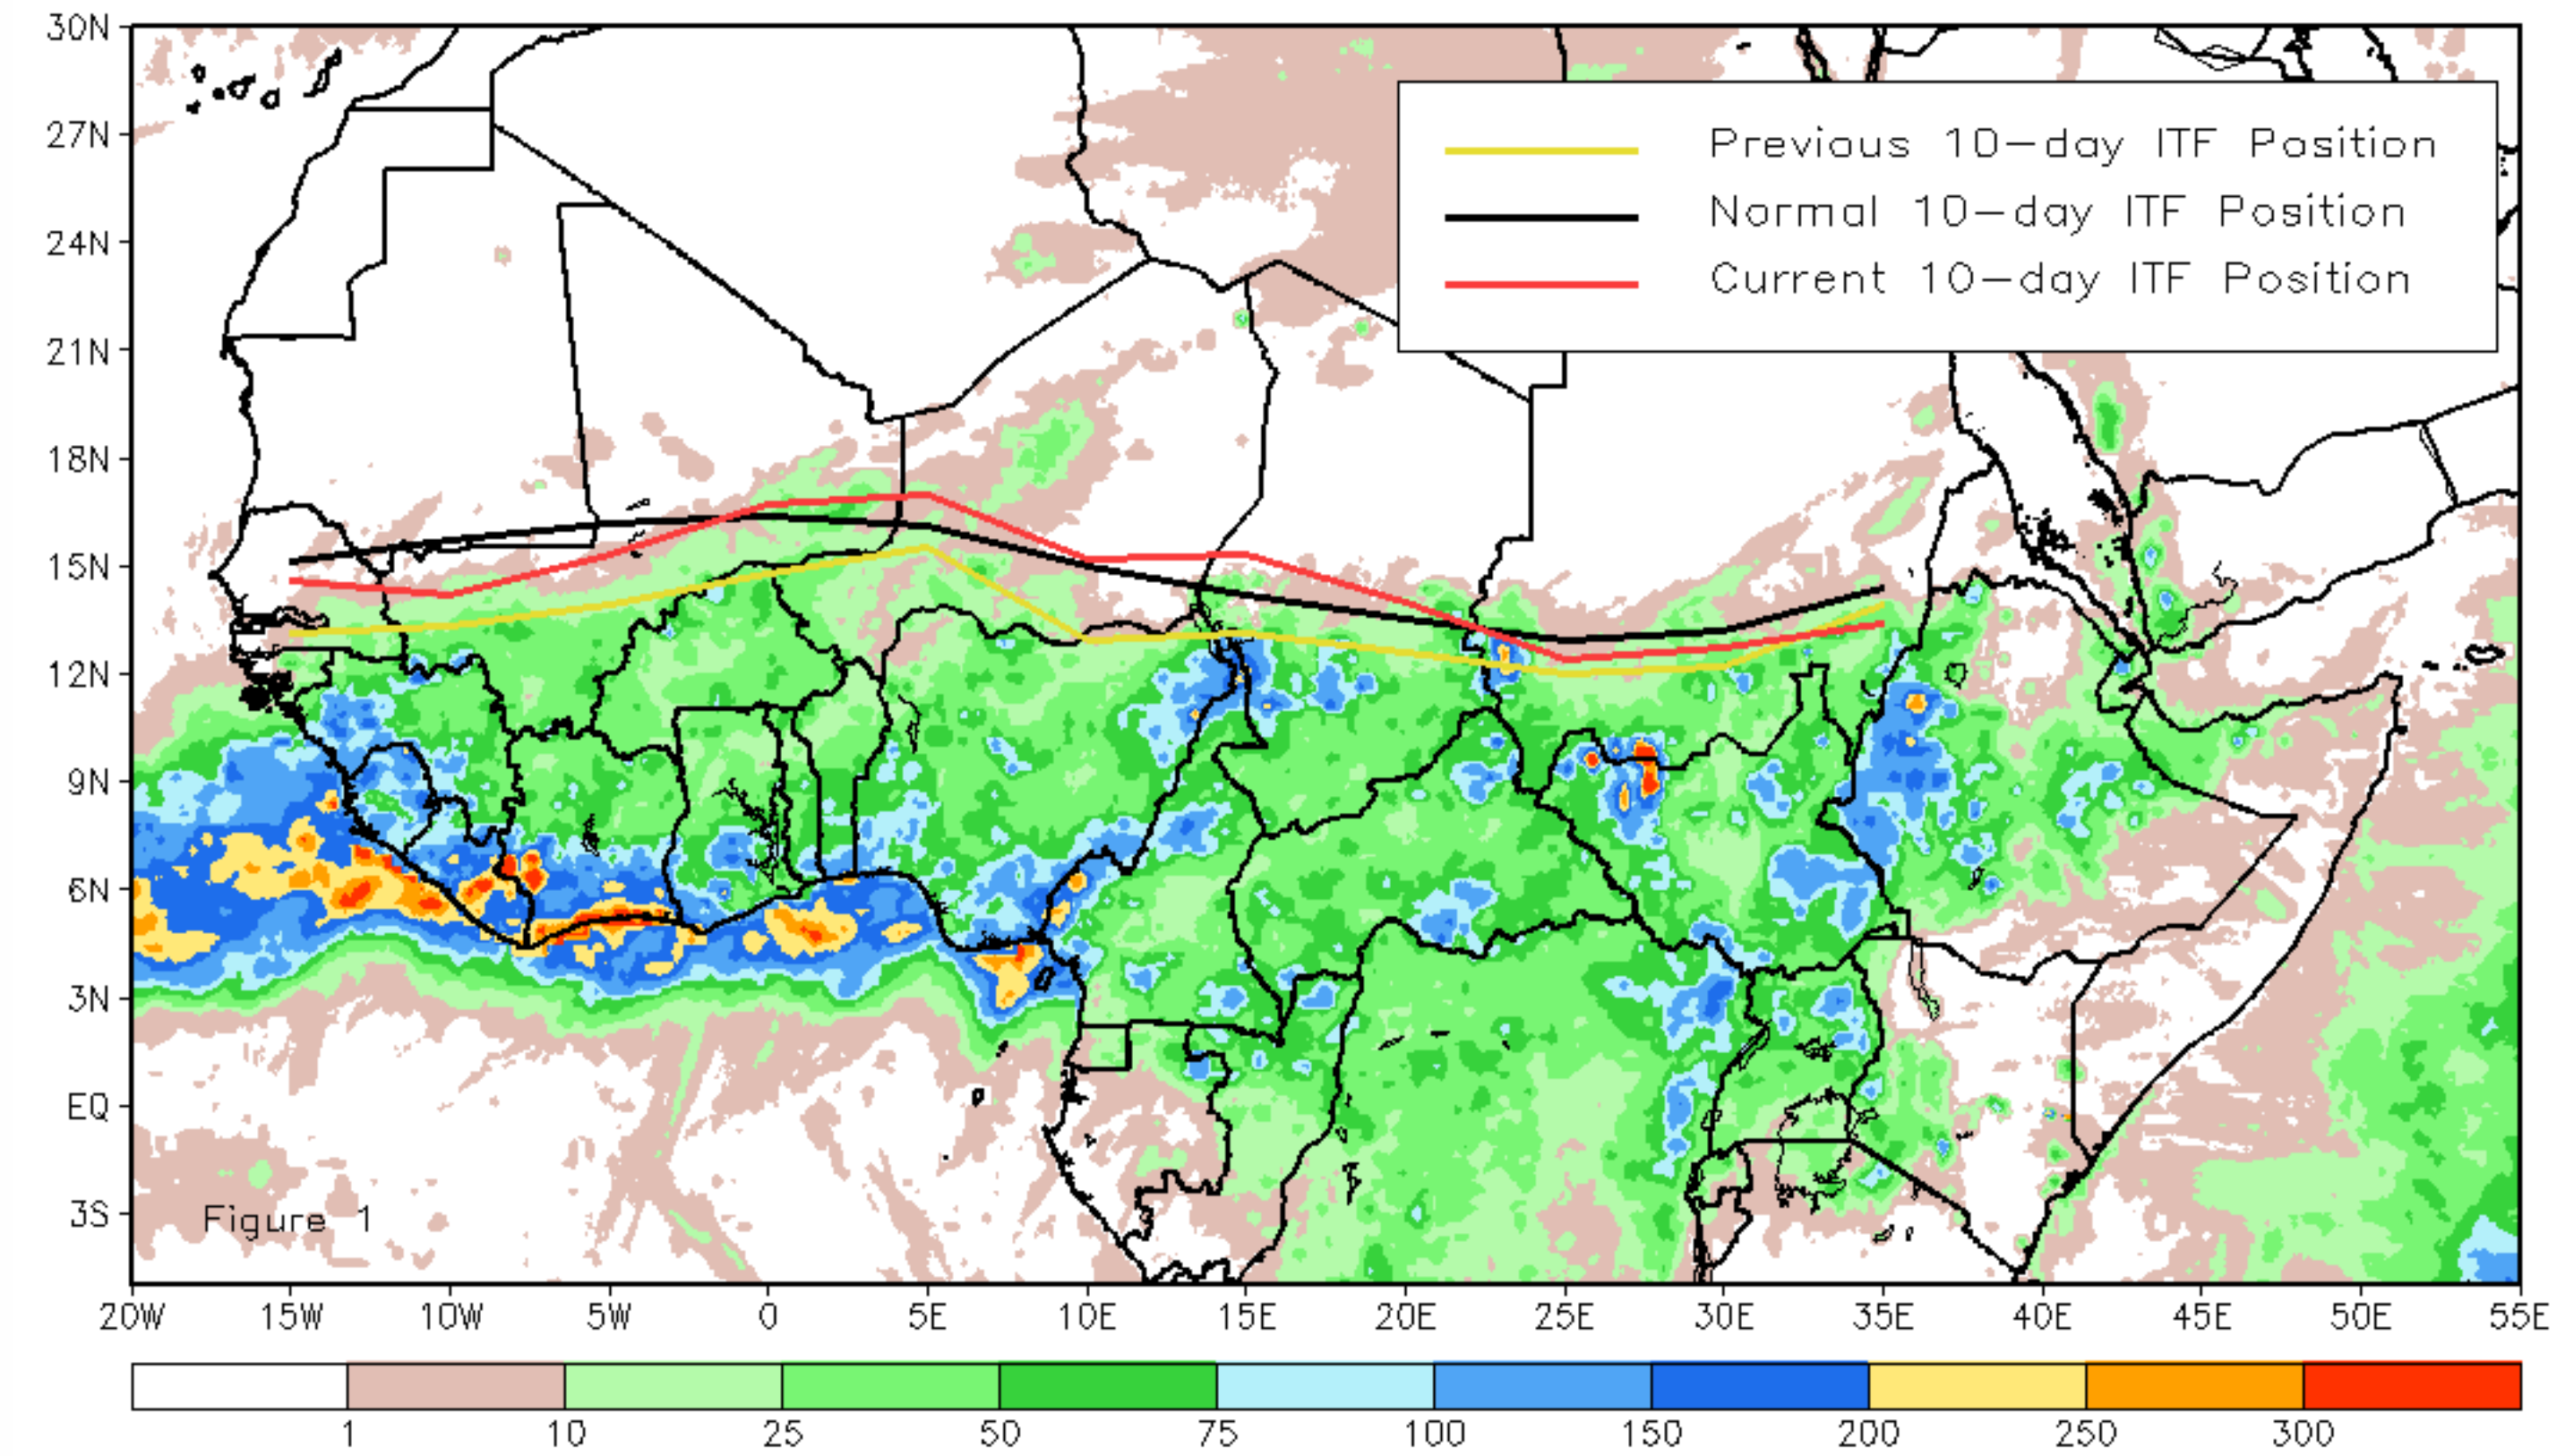 30N
27N
24N
21N
18N
15N
12N
9N
6N
3N
EQ
3S
Previous 10-day ITF Position
Normal 10-day ITF Position
Current 10-day ITF Position
Figure 1
20W 15W 10W 5W 0 5E 10E 15E 20E 25E 30E 35E 40E 45E 50E 55E
1 10 25 50 75 100 150 200 250 300